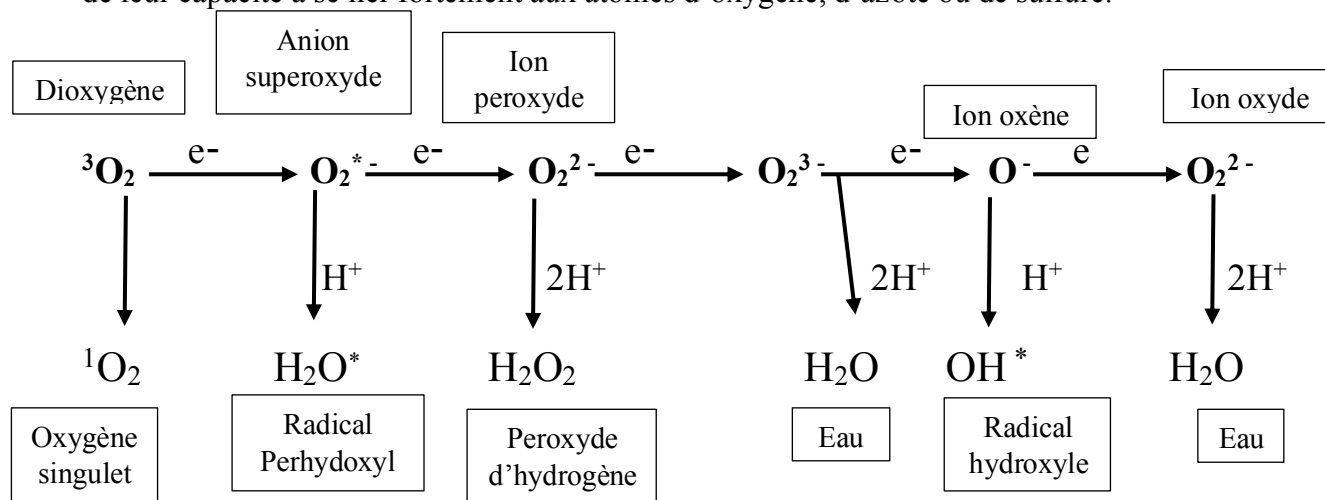 de leur capacité à se lier fortement aux atomes d'oxygène, d'azote ou de sulfure.
Dioxygène
Anion
superoxyde
Ion
peroxyde
Ion oxène
Ion oxyde
³O₂ e- O₂*⁻ e- O₂²⁻ e- O₂³⁻ e- O⁻ e O₂²⁻
H⁺ 2H⁺ 2H⁺ H⁺ 2H⁺
¹O₂ H₂O* H₂O₂ H₂O OH* H₂O
Oxygène
singulet
Radical
Perhydoxyl
Peroxyde
d'hydrogène
Eau
Radical
hydroxyle
Eau